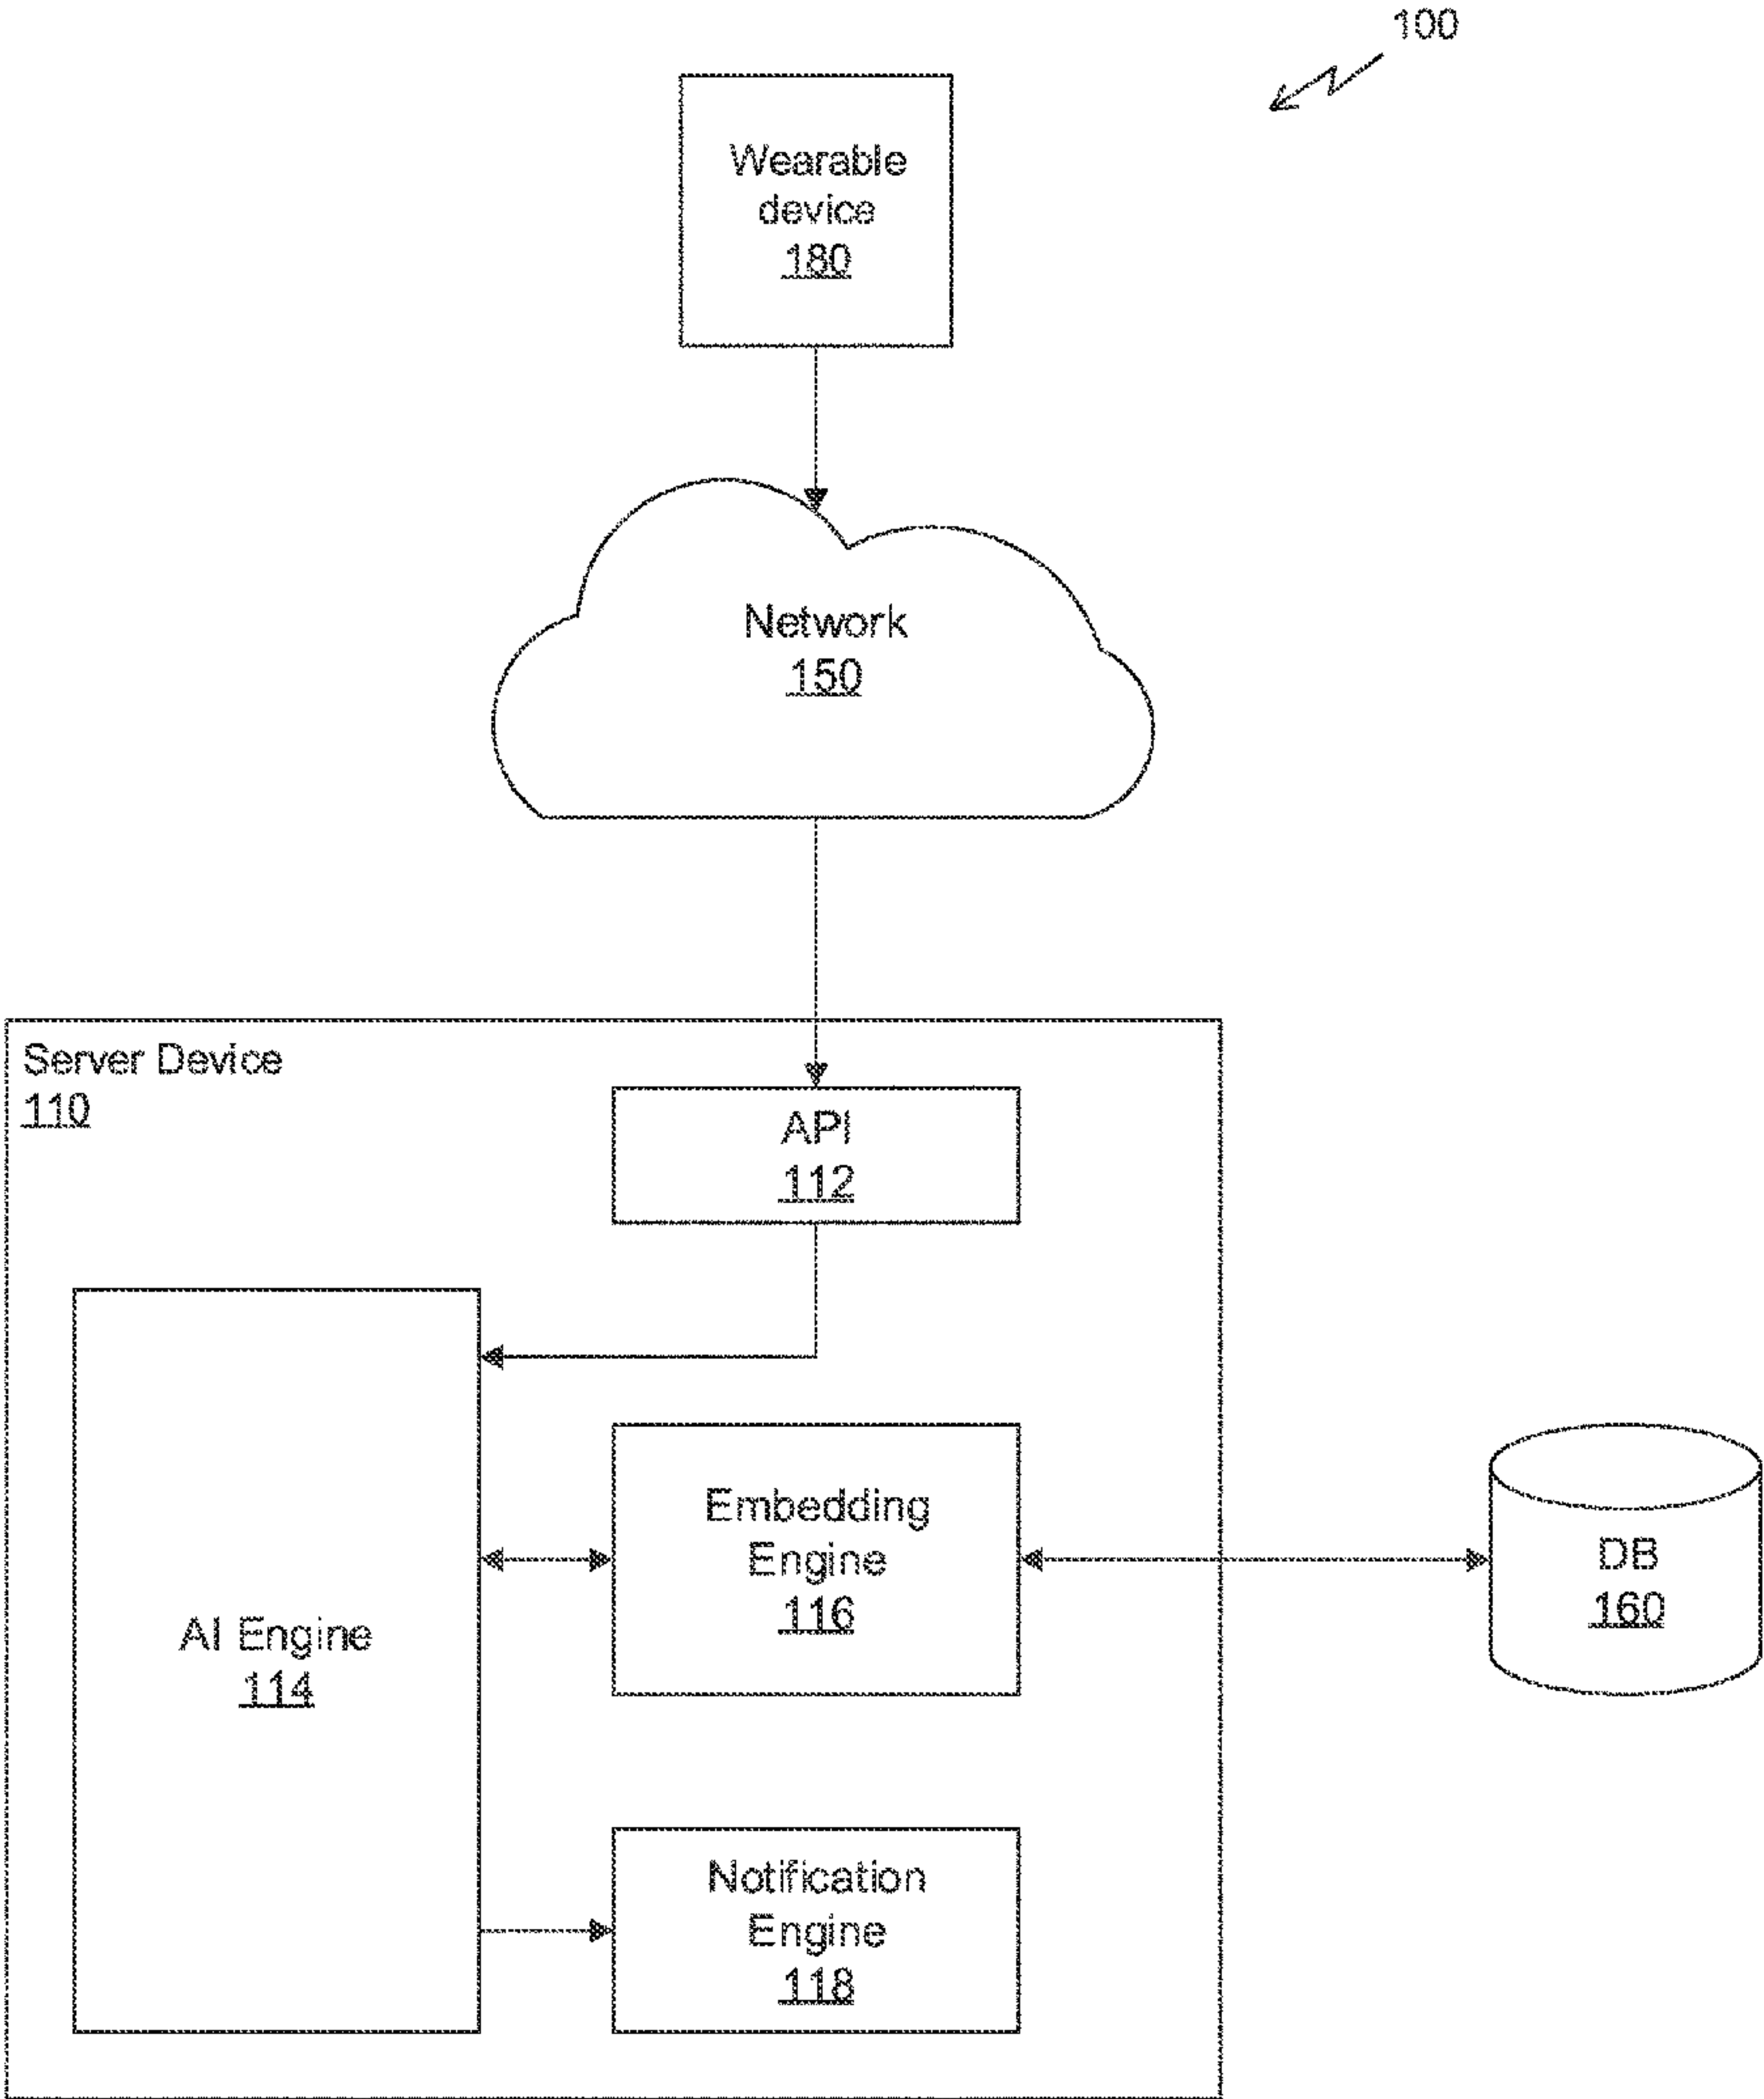 100
Wearable
device
180
Network
150
Server Device
110
API
112
Embedding
Engine
116
DB
160
AI Engine
114
Notification
Engine
118